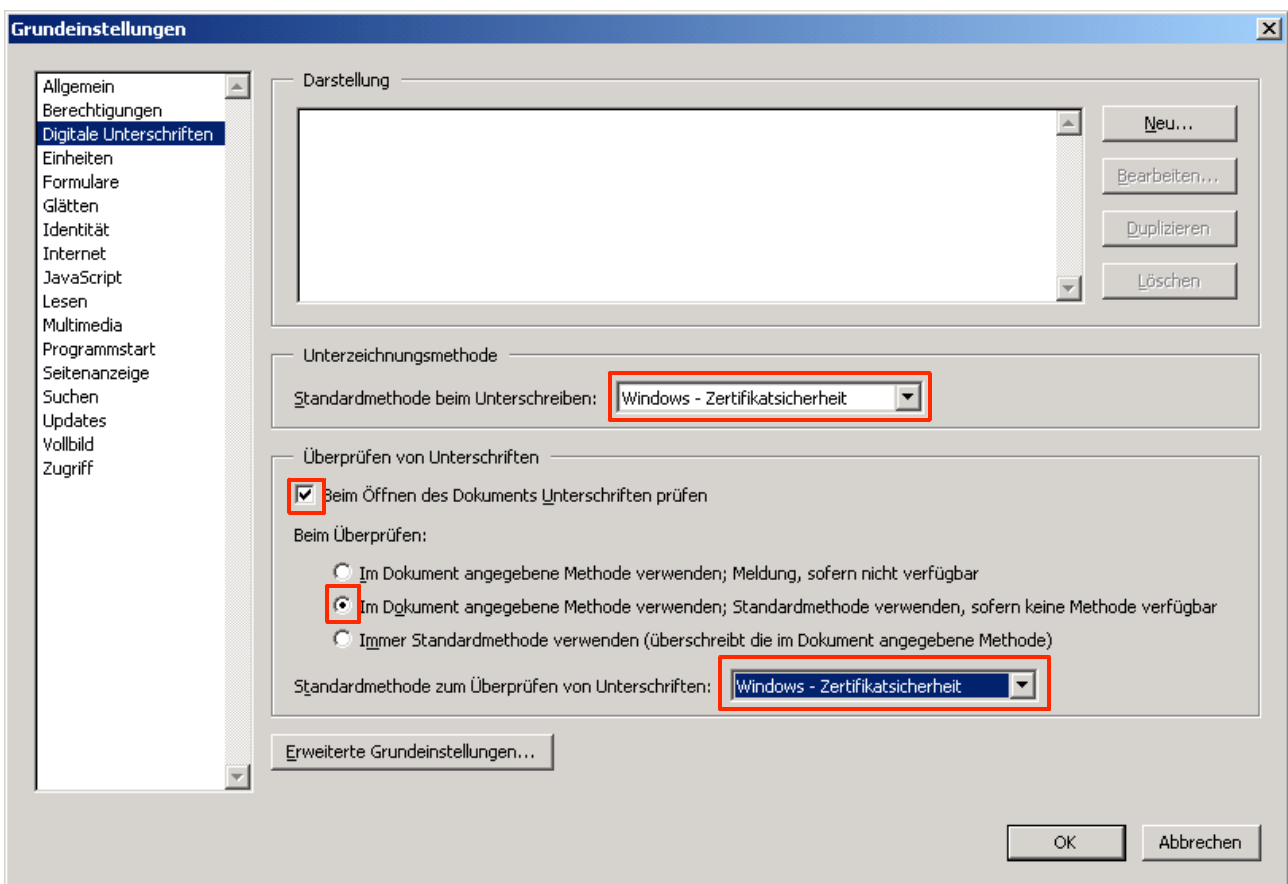 Grundeinstellungen
Allgemein
Berechtigungen
Digitale Unterschriften
Einheiten
Formulare
Glätten
Identität
Internet
JavaScript
Lesen
Multimedia
Programmstart
Seitenanzeige
Suchen
Updates
Vollbild
Zugriff
Darstellung
Neu...
Bearbeiten...
Duplizieren
Löschen
Unterzeichnungsmethode
Standardmethode beim Unterschreiben: Windows - Zertifikatsicherheit
Überprüfen von Unterschriften
Beim Öffnen des Dokuments Unterschriften prüfen
Beim Überprüfen:
Im Dokument angegebene Methode verwenden; Meldung, sofern nicht verfügbar
Im Dokument angegebene Methode verwenden; Standardmethode verwenden, sofern keine Methode verfügbar
Immer Standardmethode verwenden (überschreibt die im Dokument angegebene Methode)
Standardmethode zum Überprüfen von Unterschriften: Windows - Zertifikatsicherheit
Erweiterte Grundeinstellungen...
OK
Abbrechen